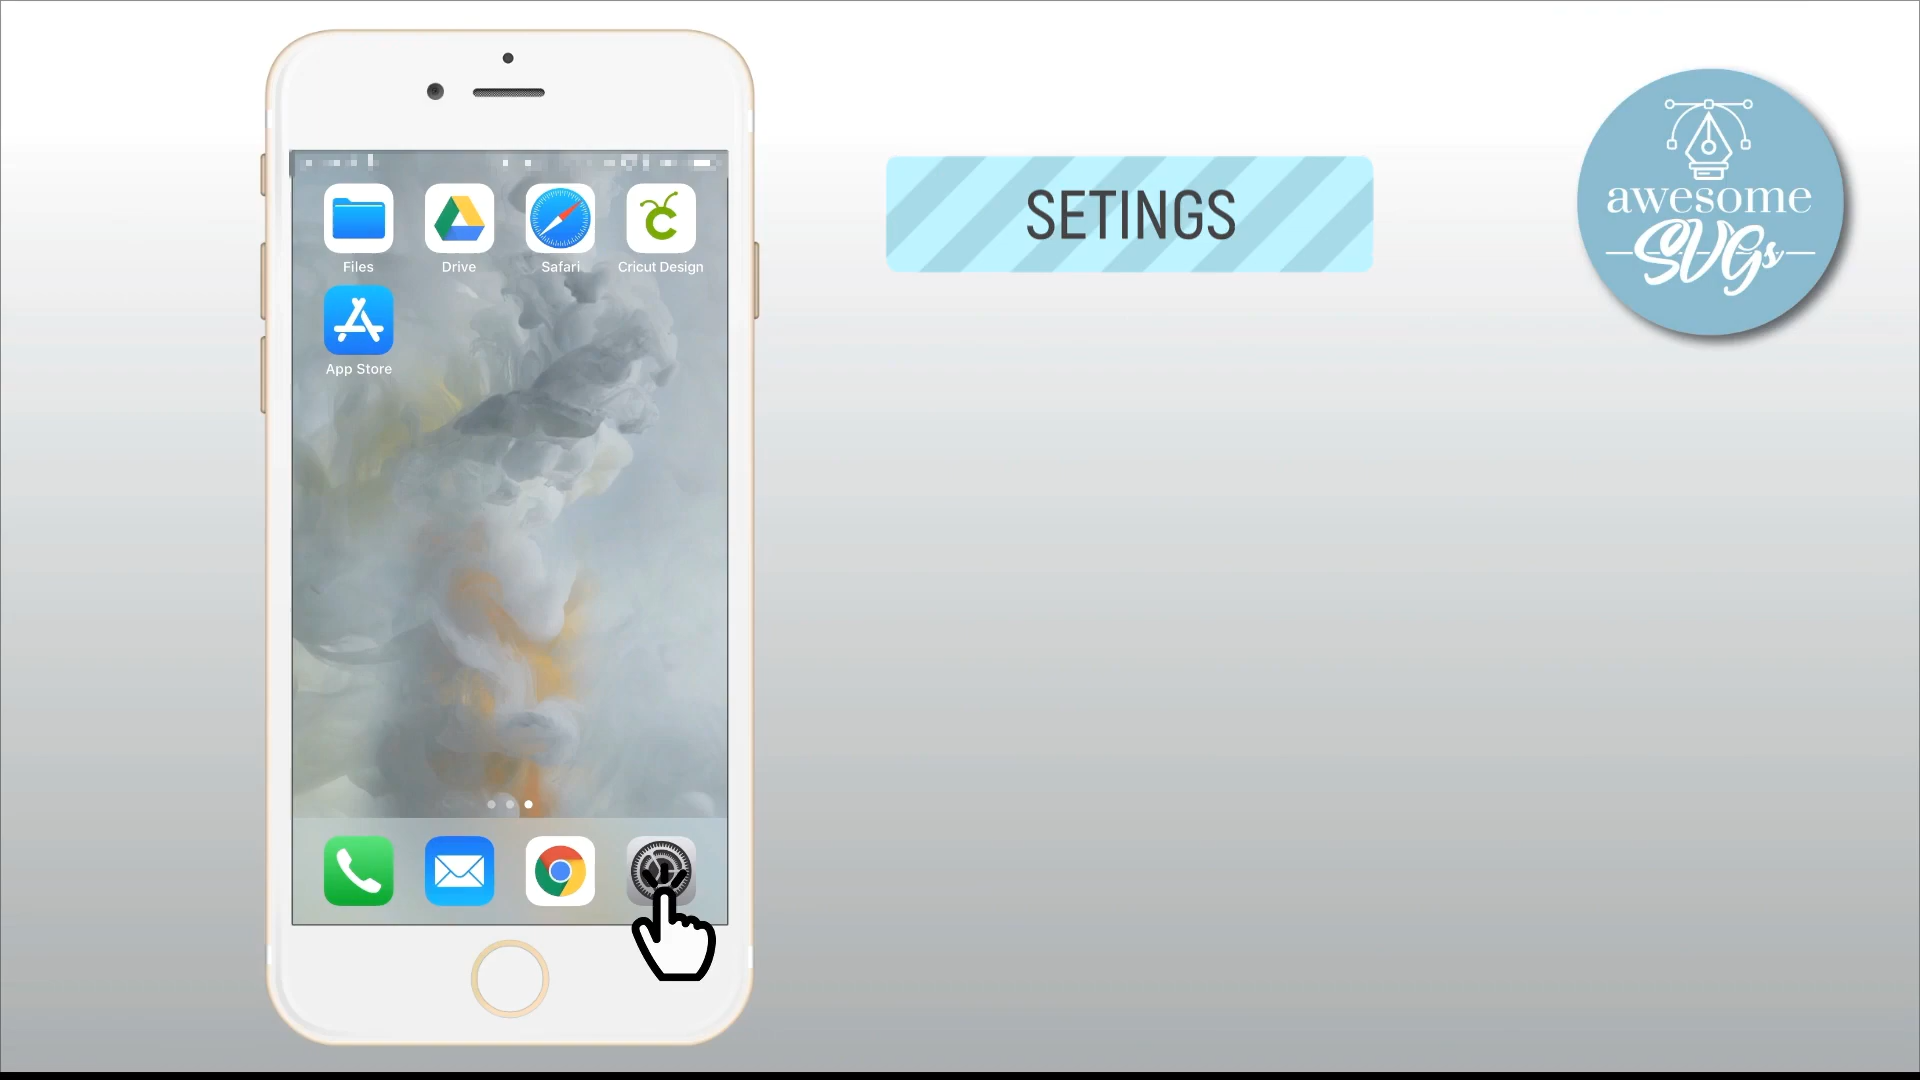 Files
Drive
Safari
Cricut Design
App Store
SETINGS
awesome
SVGs